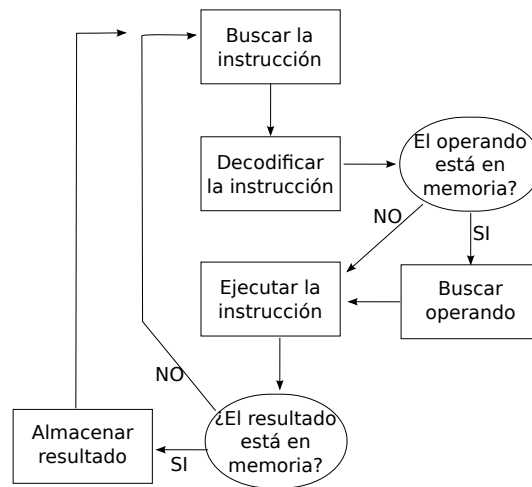 Buscar la
instrucción
Decodificar
la instrucción
El operando
está en
memoria?
NO
SI
Ejecutar la
instrucción
Buscar
operando
NO
¿El resultado
está en
memoria?
SI
Almacenar
resultado